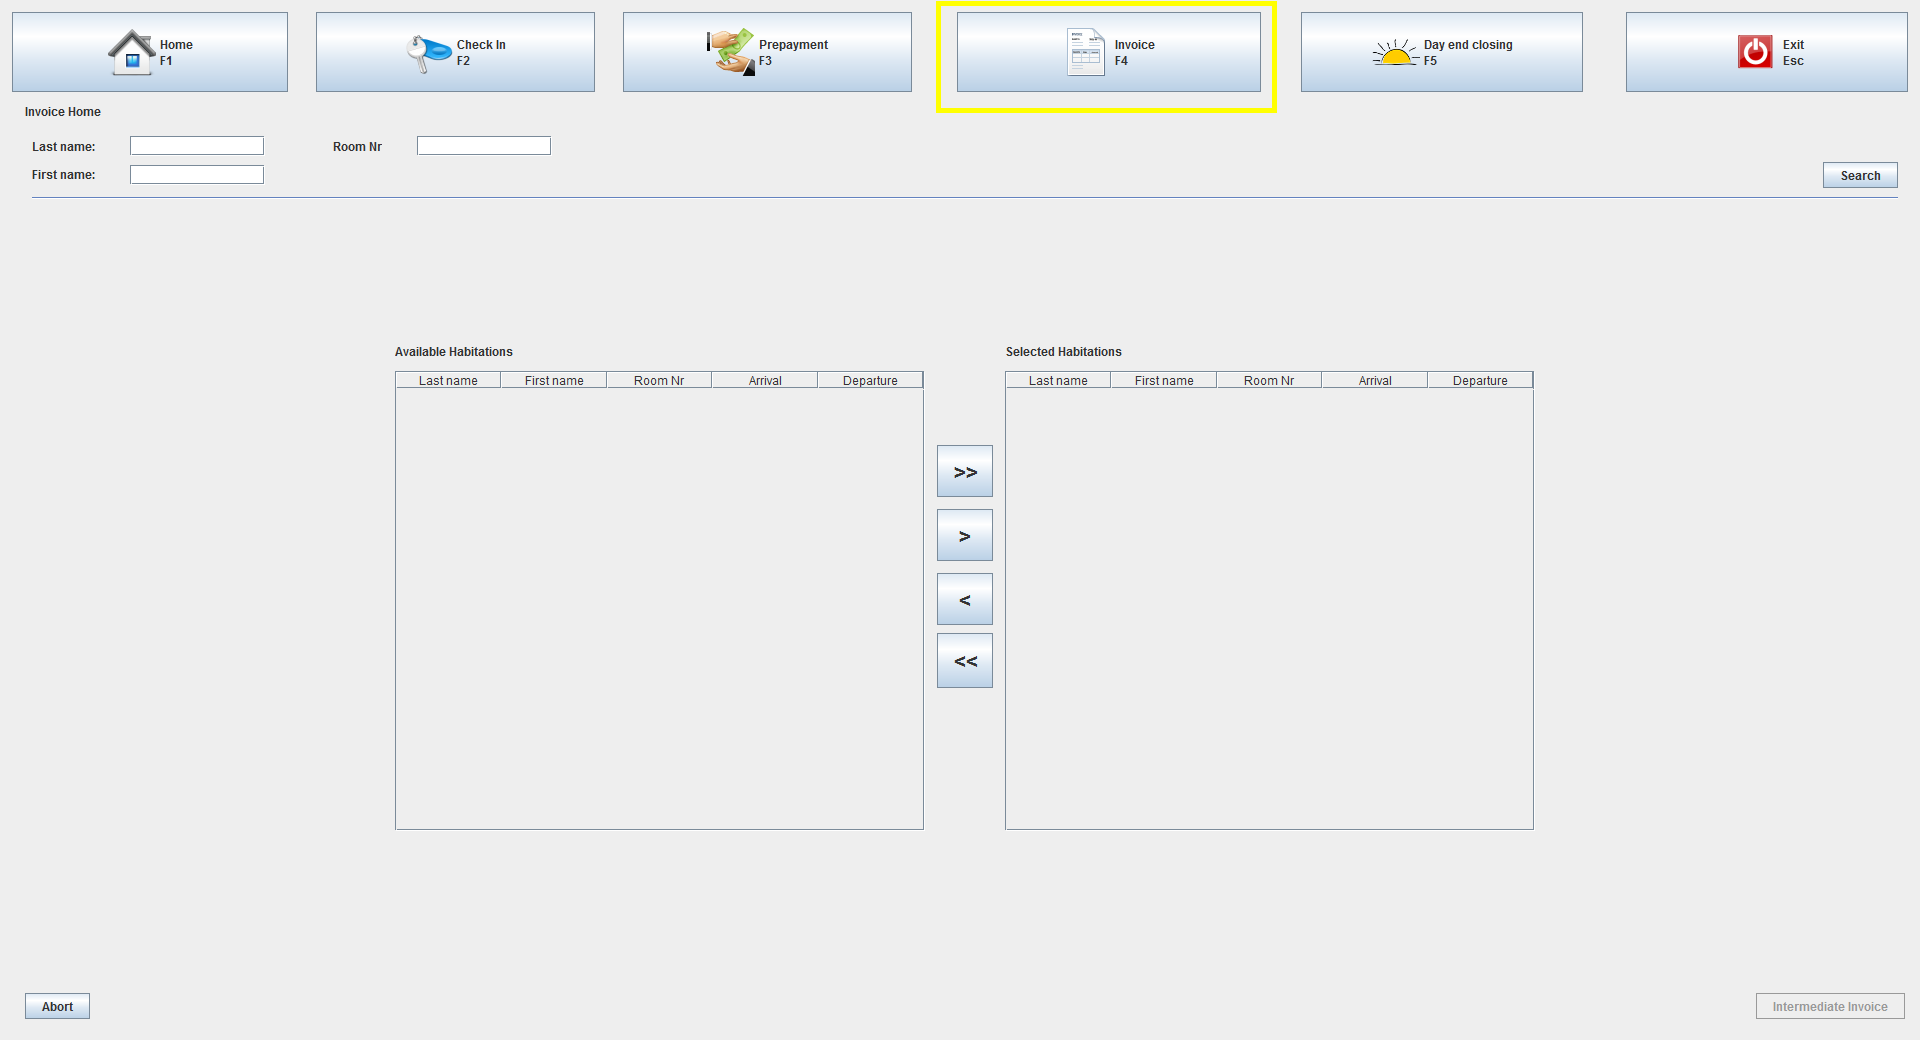 Home
F1
Check In
F2
Prepayment
F3
Invoice
F4
Day end closing
F5
Exit
Esc
Invoice Home
Last name:
Room Nr
First name:
Search
Available Habitations
Selected Habitations
Last name First name Room Nr Arrival Departure
Last name First name Room Nr Arrival Departure
>>
>
<
<<
Abort
Intermediate Invoice